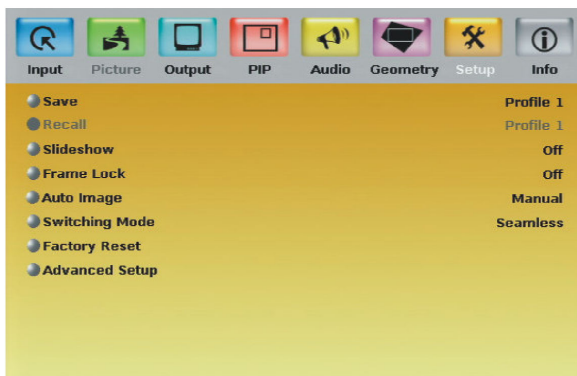 Input Picture Output PIP Audio Geometry Setup Info
Save Profile 1
Recall Profile 1
Slideshow Off
Frame Lock Off
Auto Image Manual
Switching Mode Seamless
Factory Reset
Advanced Setup